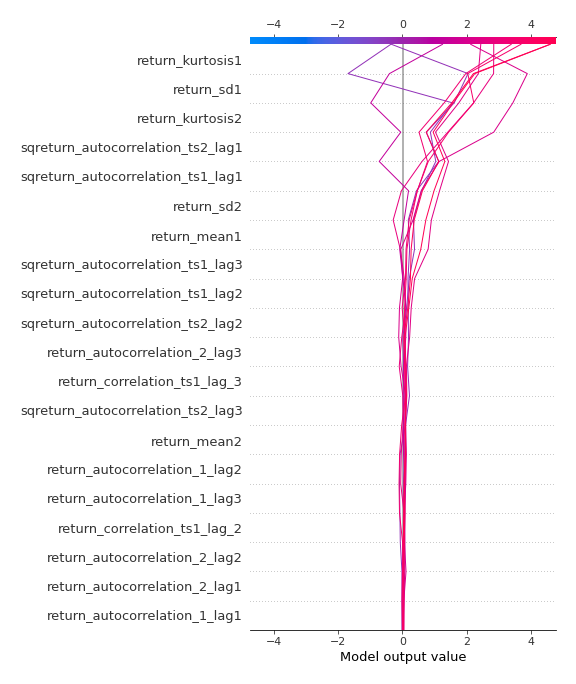 −4 −2 0 2 4
return_kurtosis1
return_sd1
return_kurtosis2
sqreturn_autocorrelation_ts2_lag1
sqreturn_autocorrelation_ts1_lag1
return_sd2
return_mean1
sqreturn_autocorrelation_ts1_lag3
sqreturn_autocorrelation_ts1_lag2
sqreturn_autocorrelation_ts2_lag2
return_autocorrelation_2_lag3
return_correlation_ts1_lag_3
sqreturn_autocorrelation_ts2_lag3
return_mean2
return_autocorrelation_1_lag2
return_autocorrelation_1_lag3
return_correlation_ts1_lag_2
return_autocorrelation_2_lag2
return_autocorrelation_2_lag1
return_autocorrelation_1_lag1
−4 −2 0 2 4
Model output value